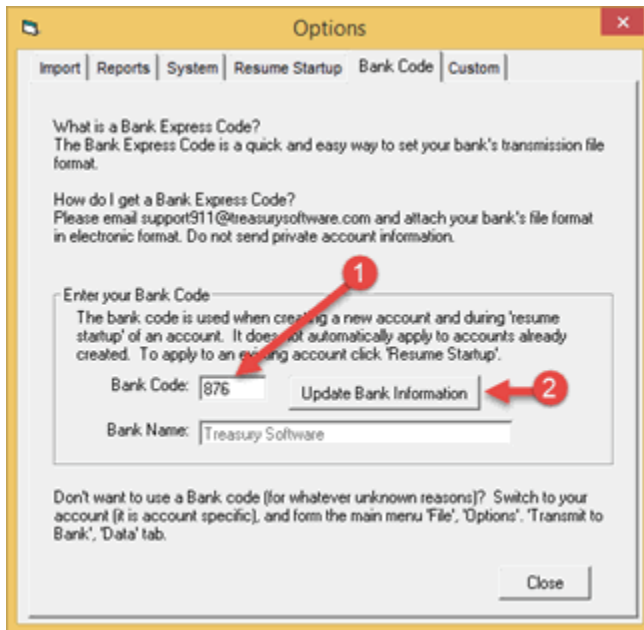 Options
Import Reports System Resume Startup Bank Code Custom
What is a Bank Express Code?
The Bank Express Code is a quick and easy way to set your bank's transmission file
format.
How do I get a Bank Express Code?
Please email support911@treasurysoftware.com and attach your bank's file format
in electronic format. Do not send private account information.
1
Enter your Bank Code
The bank code is used when creating a new account and during 'resume
startup' of an account. It does not automatically apply to accounts already
created. To apply to an existing account click 'Resume Startup'.
Bank Code: 876 Update Bank Information 2
Bank Name: Treasury Software
Don't want to use a Bank code (for whatever unknown reasons)? Switch to your
account (it is account specific), and form the main menu 'File', 'Options'. 'Transmit to
Bank', 'Data' tab.
Close